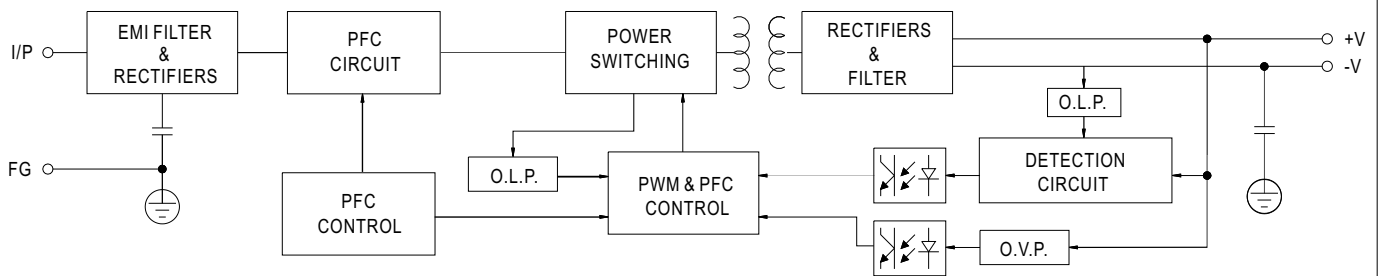 I/P
EMI FILTER
&
RECTIFIERS
PFC
CIRCUIT
POWER
SWITCHING
RECTIFIERS
&
FILTER
+V
-V
O.L.P.
FG
O.L.P.
PFC
CONTROL
PWM & PFC
CONTROL
DETECTION
CIRCUIT
O.V.P.